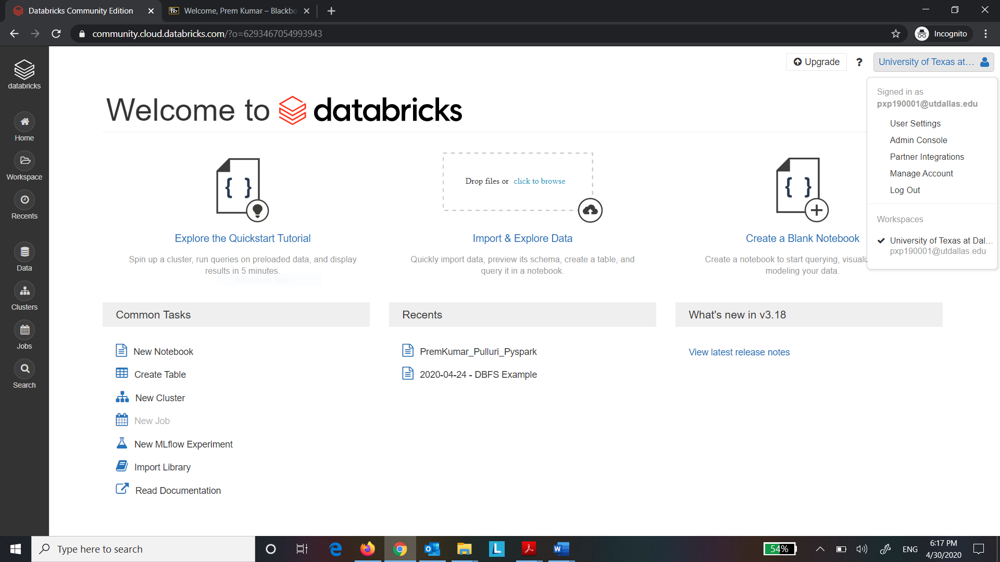 Databricks Community Edition
Welcome, Prem Kumar – Blackbo
community.cloud.databricks.com/?o=6293467054993943
Incognito
databricks
Home
Workspace
Recents
Data
Clusters
Jobs
Search
Upgrade
?
University of Texas at...
Signed in as
pxp190001@utdallas.edu
User Settings
Admin Console
Partner Integrations
Manage Account
Log Out
Workspaces
University of Texas at Dal...
pxp190001@utdallas.edu
Welcome to databricks
Explore the Quickstart Tutorial
Spin up a cluster, run queries on preloaded data, and display
results in 5 minutes.
Full-screen Snip
Drop files or click to browse
Import & Explore Data
Quickly import data, preview its schema, create a table, and
query it in a notebook.
Create a Blank Notebook
Create a notebook to start querying,
modeling your data.
Common Tasks
New Notebook
Create Table
New Cluster
New Job
New MLflow Experiment
Import Library
Read Documentation
Recents
PremKumar_Pulluri_Pyspark
2020-04-24 - DBFS Example
What's new in v3.18
View latest release notes
Type here to search
54%
ENG
6:17 PM
4/30/2020